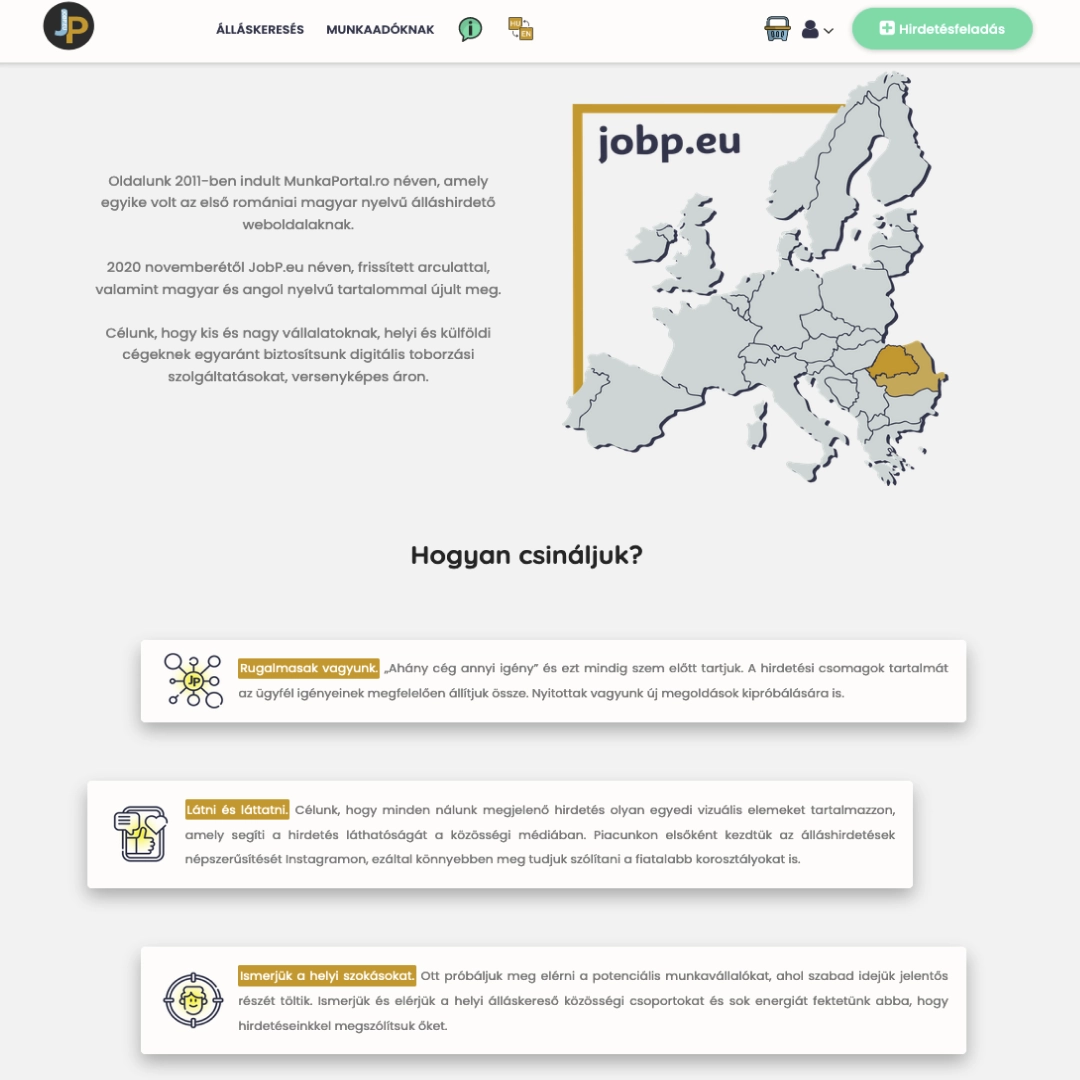 JP
ÁLLÁSKERESÉS
MUNKAADÓKNAK
i
HU
EN
Hirdetésfeladás
jobp.eu
Oldalunk 2011-ben indult MunkaPortal.ro néven, amely
egyike volt az első romániai magyar nyelvű álláshirdető
weboldalaknak.
2020 novemberétől JobP.eu néven, frissített arculattal,
valamint magyar és angol nyelvű tartalommal újult meg.
Célunk, hogy kis és nagy vállalatoknak, helyi és külföldi
cégeknek egyaránt biztosítsunk digitális toborzási
szolgáltatásokat, versenyképes áron.
Hogyan csináljuk?
JP
Rugalmasak vagyunk. „Ahány cég annyi igény” és ezt mindig szem előtt tartjuk. A hirdetési csomagok tartalmát
az ügyfél igényeinek megfelelően állítjuk össze. Nyitottak vagyunk új megoldások kipróbálására is.
Látni és láttatni. Célunk, hogy minden nálunk megjelenő hirdetés olyan egyedi vizuális elemeket tartalmazzon,
amely segíti a hirdetés láthatóságát a közösségi médiában. Piacunkon elsőként kezdtük az álláshirdetések
népszerűsítését Instagramon, ezáltal könnyebben meg tudjuk szólítani a fiatalabb korosztályokat is.
Ismerjük a helyi szokásokat. Ott próbáljuk meg elérni a potenciális munkavállalókat, ahol szabad idejük jelentős
részét töltik. Ismerjük és elérjük a helyi álláskereső közösségi csoportokat és sok energiát fektetünk abba, hogy
hirdetéseinkkel megszólítsuk őket.